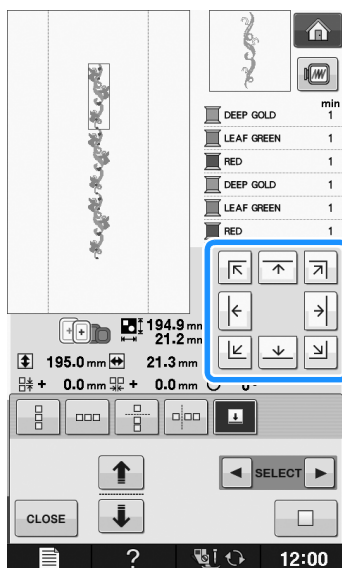 min
DEEP GOLD 1
LEAF GREEN 1
RED 1
DEEP GOLD 1
LEAF GREEN 1
RED 1
194.9 mm
21.2 mm
195.0 mm 21.3 mm
+ 0.0 mm + 0.0 mm 0°
SELECT
CLOSE
? 12:00